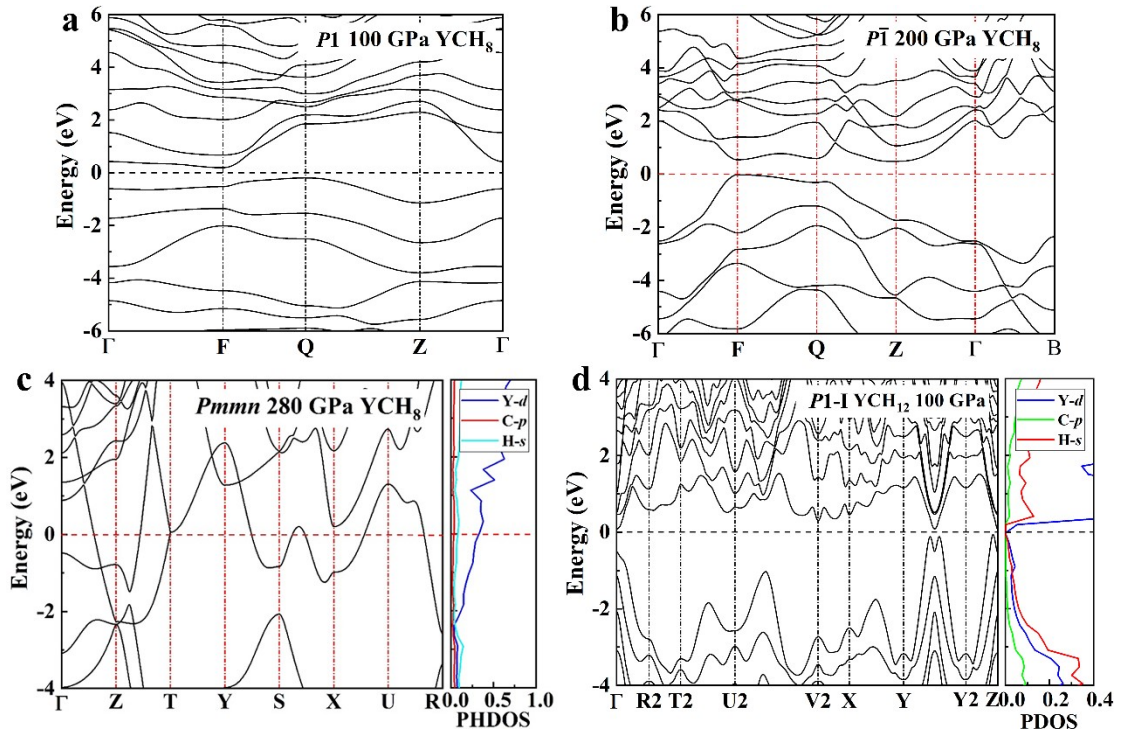 a
P1 100 GPa YCH₈
Energy (eV)
6
4
2
0
-2
-4
-6
Γ F Q Z Γ
b
P1̄ 200 GPa YCH₈
Energy (eV)
6
4
2
0
-2
-4
-6
Γ F Q Z Γ B
c
Pmmn 280 GPa YCH₈
Energy (eV)
4
2
0
-2
-4
Γ Z T Y S X U R
Y-d
C-p
H-s
0.0 0.5 1.0
PHDOS
d
P1-I YCH₁₂ 100 GPa
Energy (eV)
4
2
0
-2
-4
Γ R2 T2 U2 V2 X Y Y2 Z
C-p
Y-d
H-s
0.0 0.2 0.4
PDOS